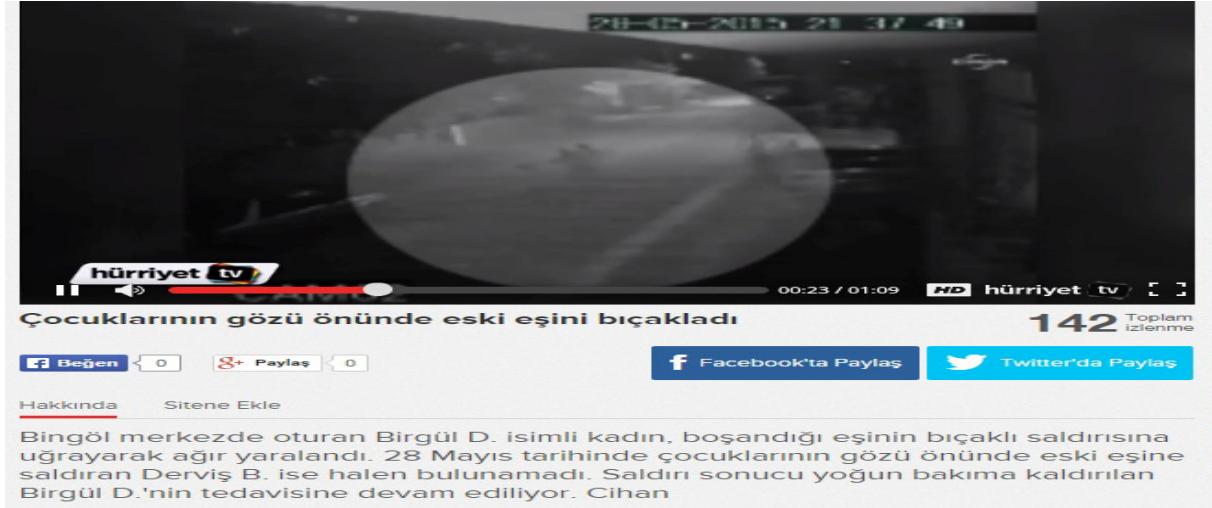 28-05-2015 21 37 49
hürriyet tv
CAM02
00:23 / 01:09 HD hürriyet tv
Çocuklarının gözü önünde eski eşini bıçakladı
142 Toplam izlenme
Beğen 0 Paylaş 0 Facebook'ta Paylaş Twitter'da Paylaş
Hakkında Sitene Ekle
Bingöl merkezde oturan Birgül D. isimli kadın, boşandığı eşinin bıçaklı saldırısına
uğrayarak ağır yaralandı. 28 Mayıs tarihinde çocuklarının gözü önünde eski eşine
saldıran Derviş B. ise halen bulunamadı. Saldırı sonucu yoğun bakıma kaldırılan
Birgül D.'nin tedavisine devam ediliyor. Cihan